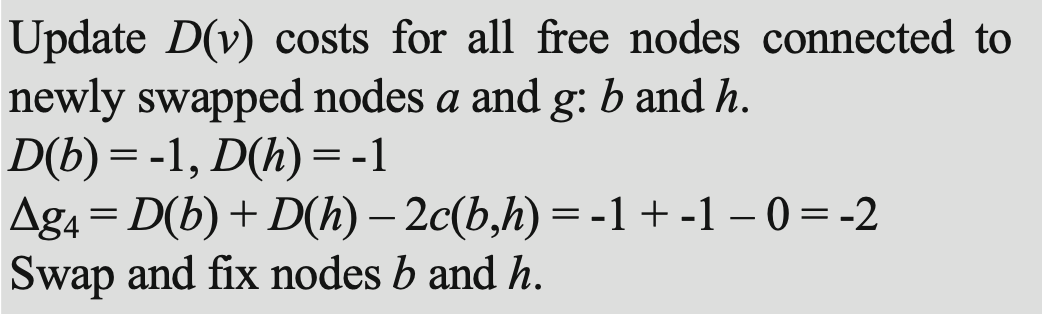 Update D(v) costs for all free nodes connected to
newly swapped nodes a and g: b and h.
D(b) = -1, D(h) = -1
Δg₄ = D(b) + D(h) – 2c(b,h) = -1 + -1 – 0 = -2
Swap and fix nodes b and h.